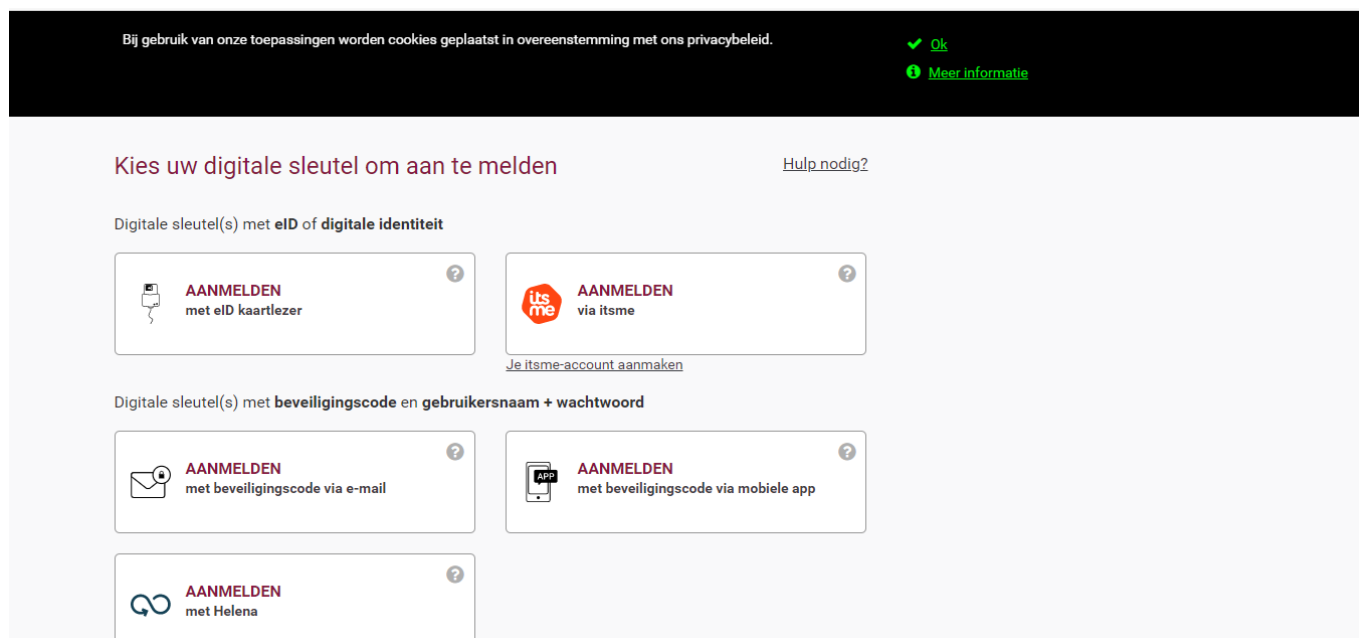 Bij gebruik van onze toepassingen worden cookies geplaatst in overeenstemming met ons privacybeleid.
Ok
Meer informatie
Kies uw digitale sleutel om aan te melden
Hulp nodig?
Digitale sleutel(s) met eID of digitale identiteit
AANMELDEN
met eID kaartlezer
?
its
me
AANMELDEN
via itsme
?
Je itsme-account aanmaken
Digitale sleutel(s) met beveiligingscode en gebruikersnaam + wachtwoord
AANMELDEN
met beveiligingscode via e-mail
?
APP
AANMELDEN
met beveiligingscode via mobiele app
?
AANMELDEN
met Helena
?